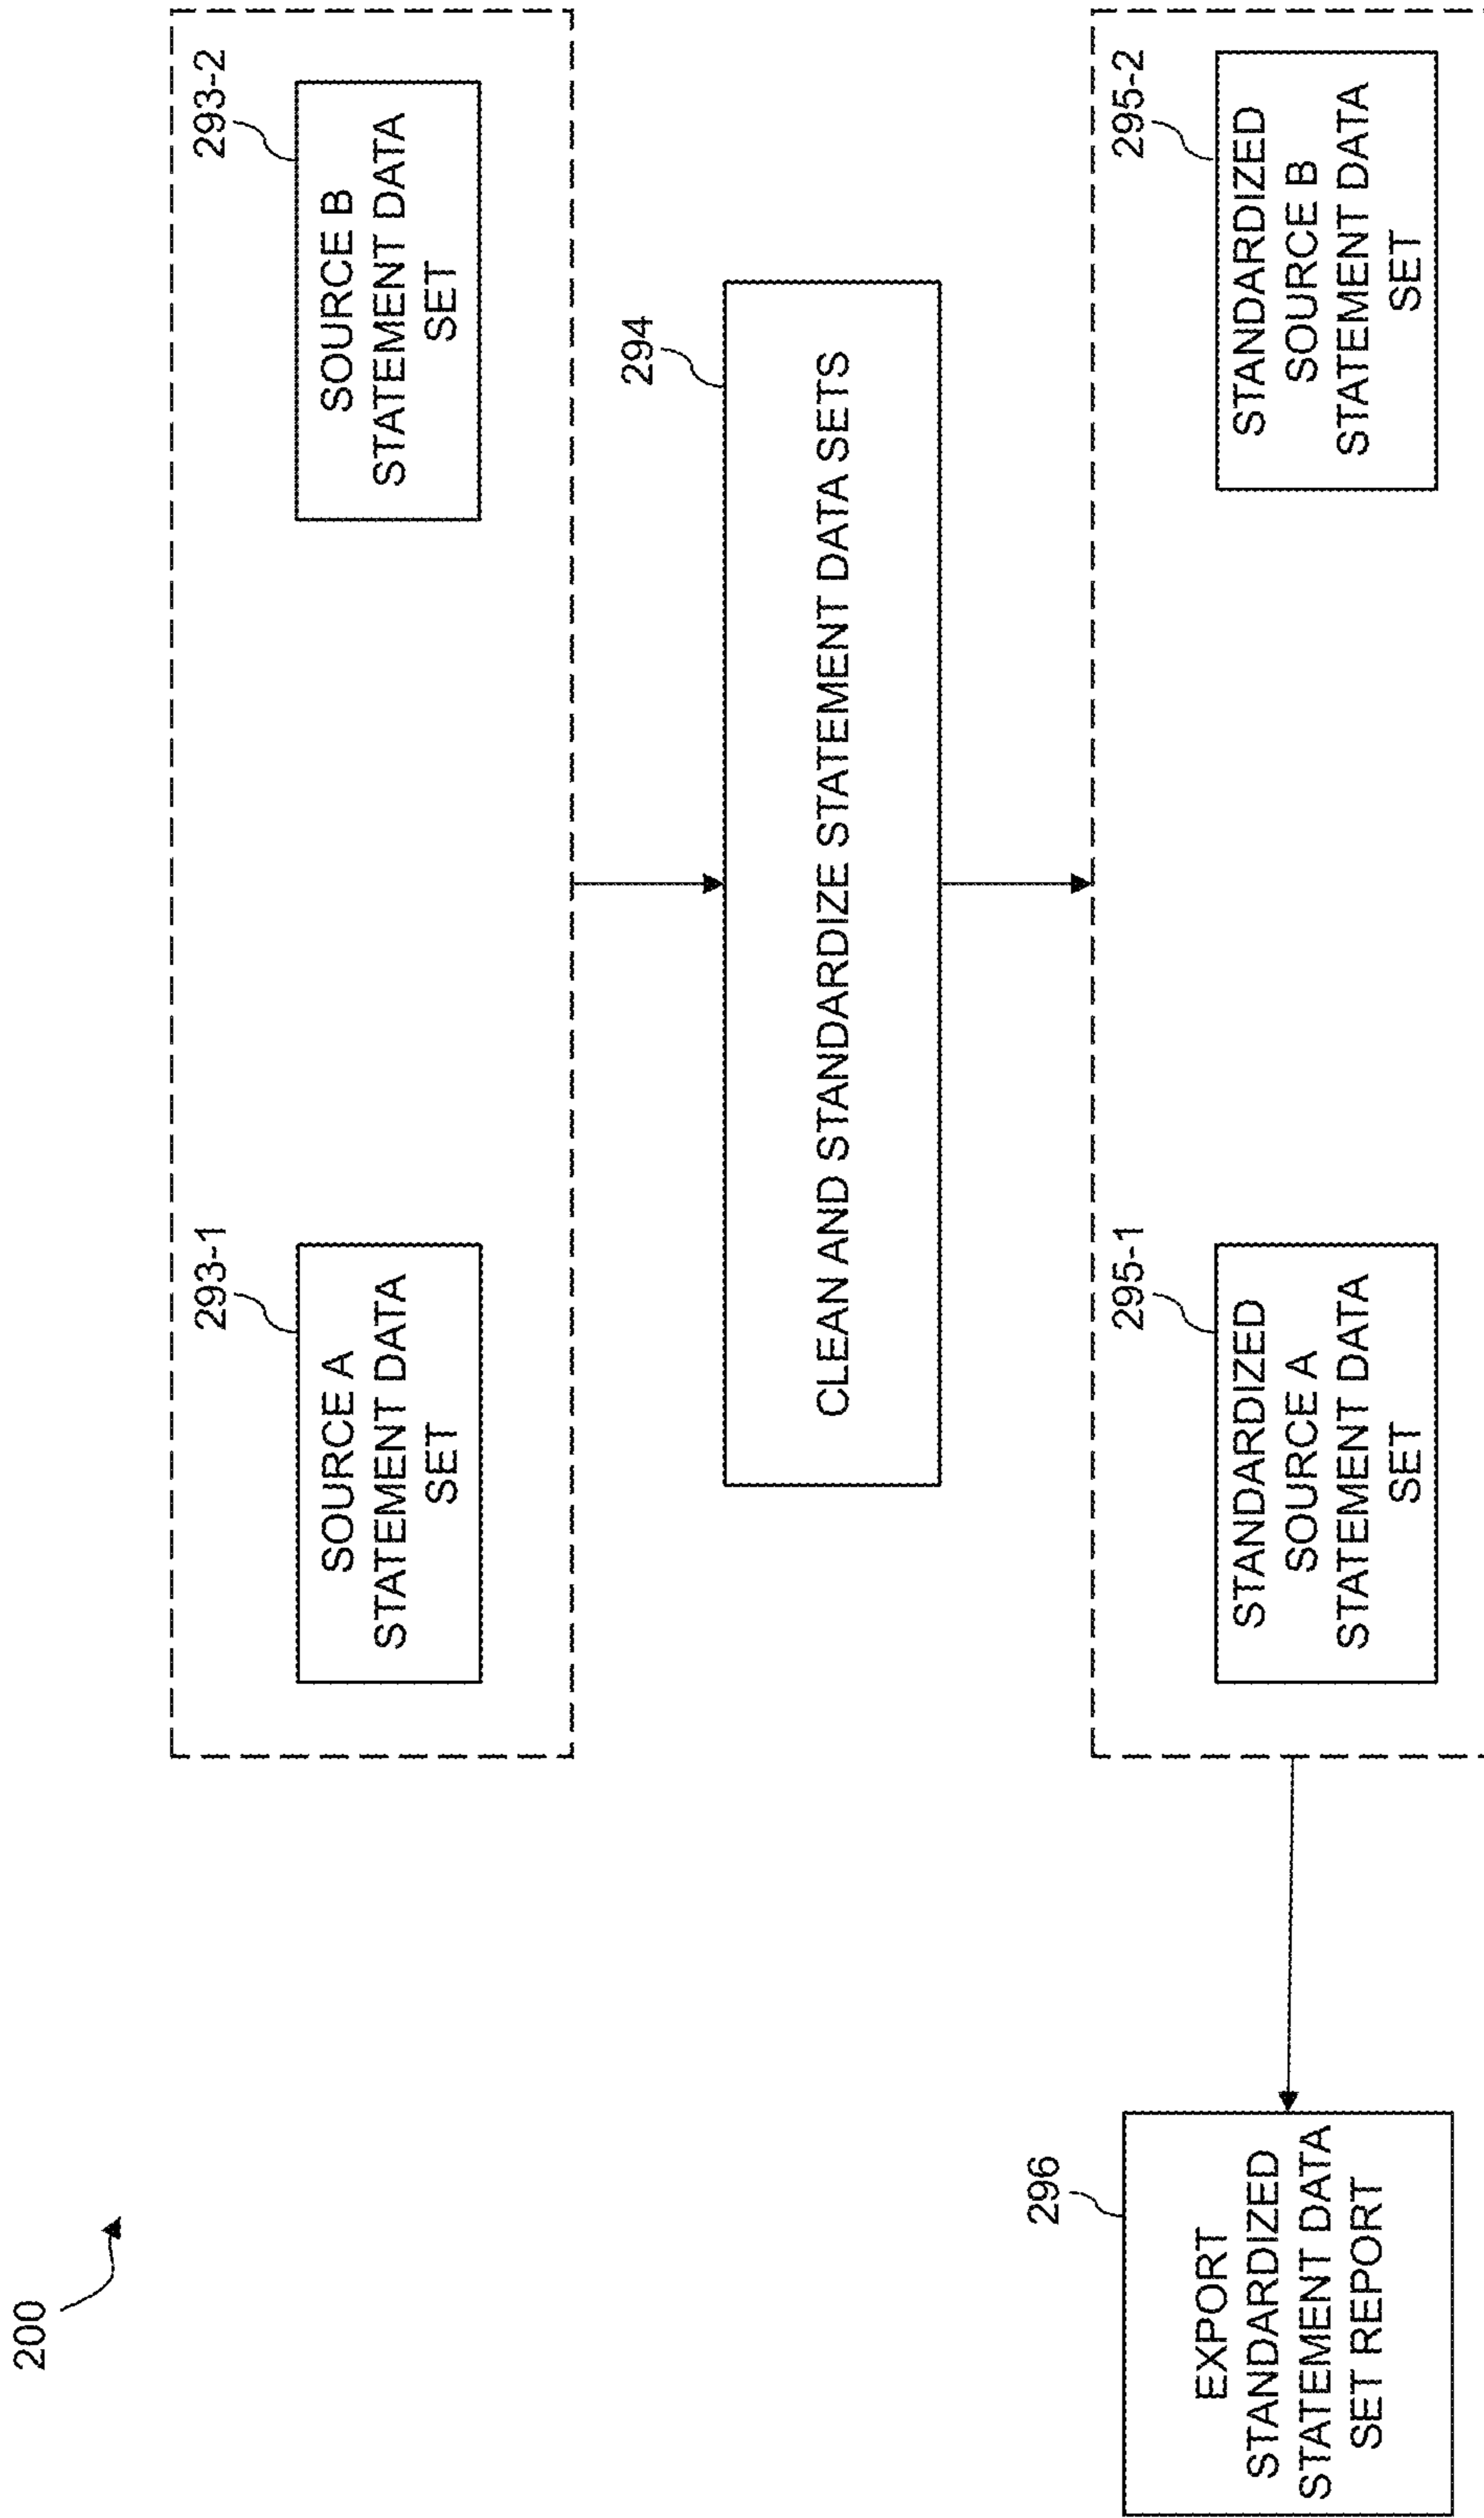 200
293-1
SOURCE A
STATEMENT DATA
SET
293-2
SOURCE B
STATEMENT DATA
SET
294
CLEAN AND STANDARDIZE STATEMENT DATA SETS
296
EXPORT
STANDARDIZED
STATEMENT DATA
SET REPORT
295-1
STANDARDIZED
SOURCE A
STATEMENT DATA
SET
295-2
STANDARDIZED
SOURCE B
STATEMENT DATA
SET